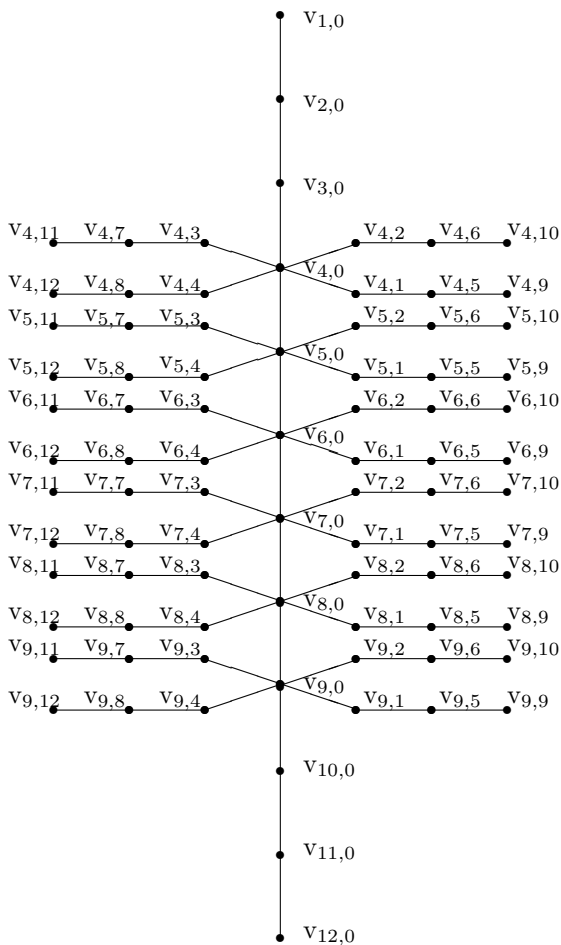 v1,0
v2,0
v3,0
v4,11 v4,7 v4,3 v4,2 v4,6 v4,10
v4,0
v4,12 v4,8 v4,4 v4,1 v4,5 v4,9
v5,11 v5,7 v5,3 v5,2 v5,6 v5,10
v5,0
v5,12 v5,8 v5,4 v5,1 v5,5 v5,9
v6,11 v6,7 v6,3 v6,2 v6,6 v6,10
v6,0
v6,12 v6,8 v6,4 v6,1 v6,5 v6,9
v7,11 v7,7 v7,3 v7,2 v7,6 v7,10
v7,0
v7,12 v7,8 v7,4 v7,1 v7,5 v7,9
v8,11 v8,7 v8,3 v8,2 v8,6 v8,10
v8,0
v8,12 v8,8 v8,4 v8,1 v8,5 v8,9
v9,11 v9,7 v9,3 v9,2 v9,6 v9,10
v9,0
v9,12 v9,8 v9,4 v9,1 v9,5 v9,9
v10,0
v11,0
v12,0